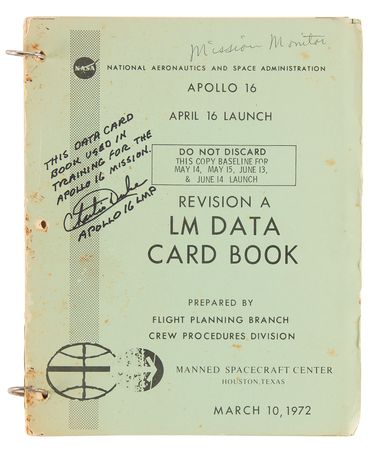 Mission Monitor
NASA
NATIONAL AERONAUTICS AND SPACE ADMINISTRATION
APOLLO 16
APRIL 16 LAUNCH
THIS DATA CARD
BOOK USED IN
TRAINING FOR THE
APOLLO 16 MISSION.
Charlie Duke
APOLLO 16 LMP
DO NOT DISCARD
THIS COPY BASELINE FOR
MAY 14, MAY 15, JUNE 13,
& JUNE 14 LAUNCH
REVISION A
LM DATA
CARD BOOK
PREPARED BY
FLIGHT PLANNING BRANCH
CREW PROCEDURES DIVISION
MANNED SPACECRAFT CENTER
HOUSTON, TEXAS
MARCH 10, 1972